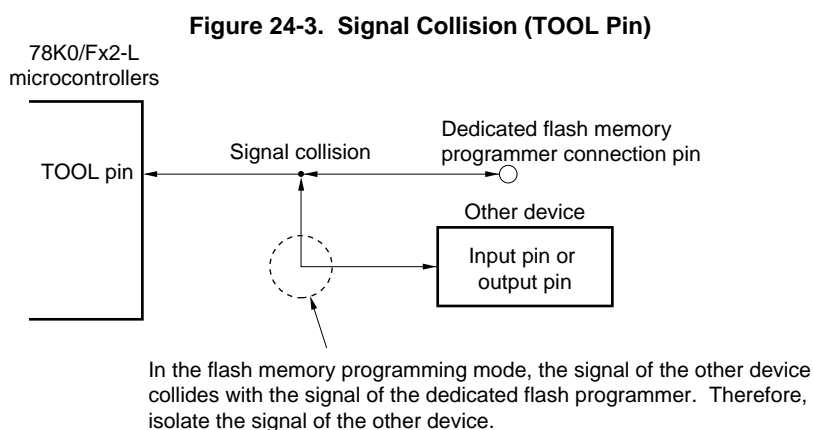 Figure 24-3.  Signal Collision (TOOL Pin)
78K0/Fx2-L
microcontrollers
TOOL pin
Signal collision
Dedicated flash memory
programmer connection pin
Other device
Input pin or
output pin
In the flash memory programming mode, the signal of the other device
collides with the signal of the dedicated flash programmer.  Therefore,
isolate the signal of the other device.